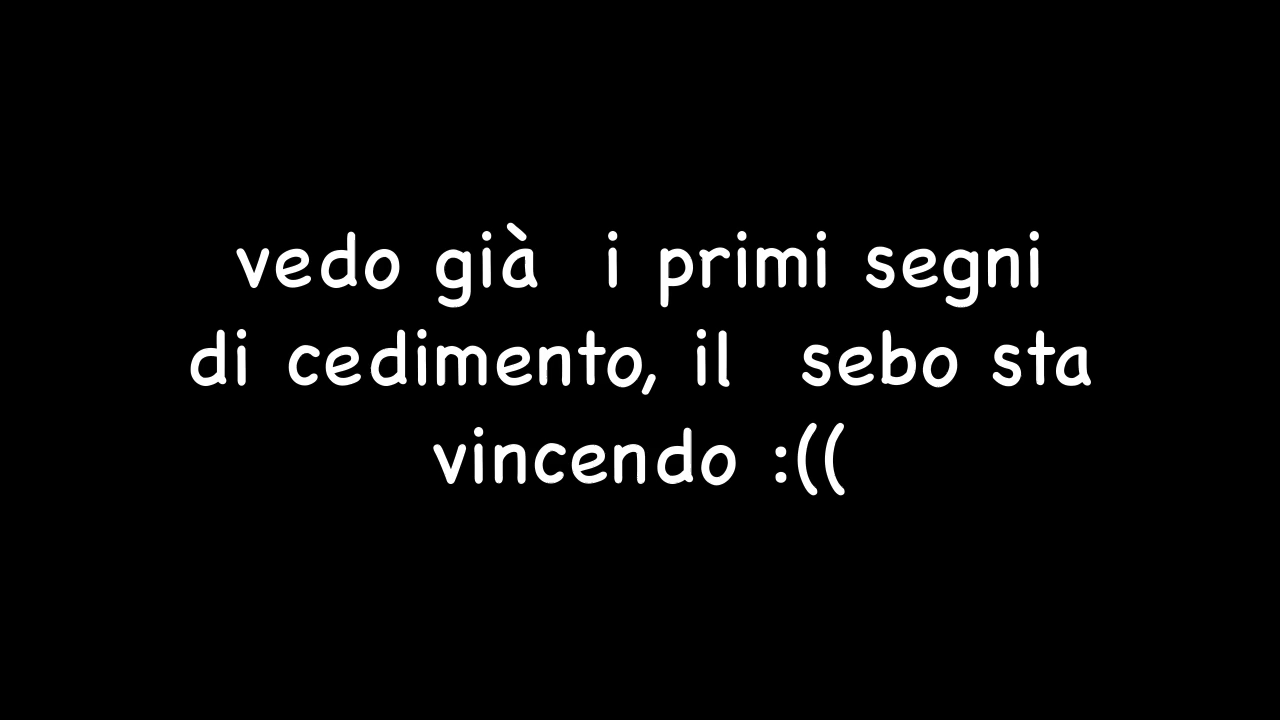 vedo già  i primi segni
di cedimento, il  sebo sta
vincendo :((